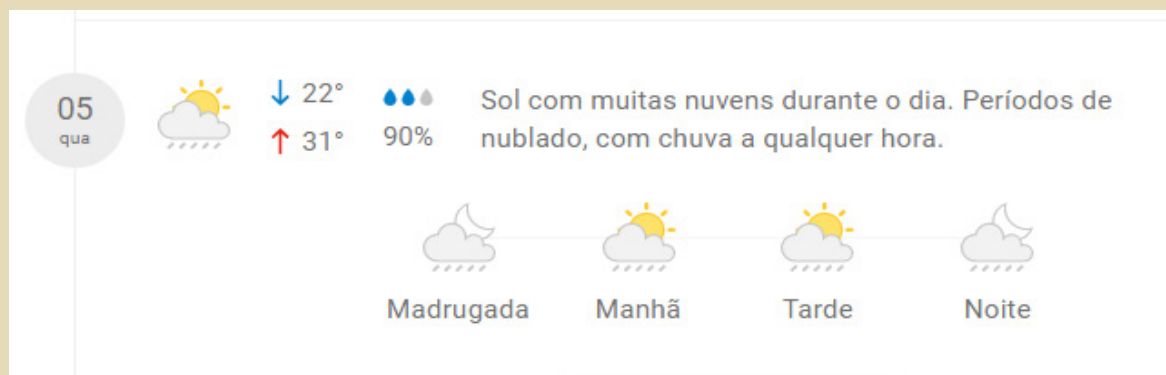 05
qua
↓ 22°
↑ 31°
90%
Sol com muitas nuvens durante o dia. Períodos de
nublado, com chuva a qualquer hora.
Madrugada Manhã Tarde Noite